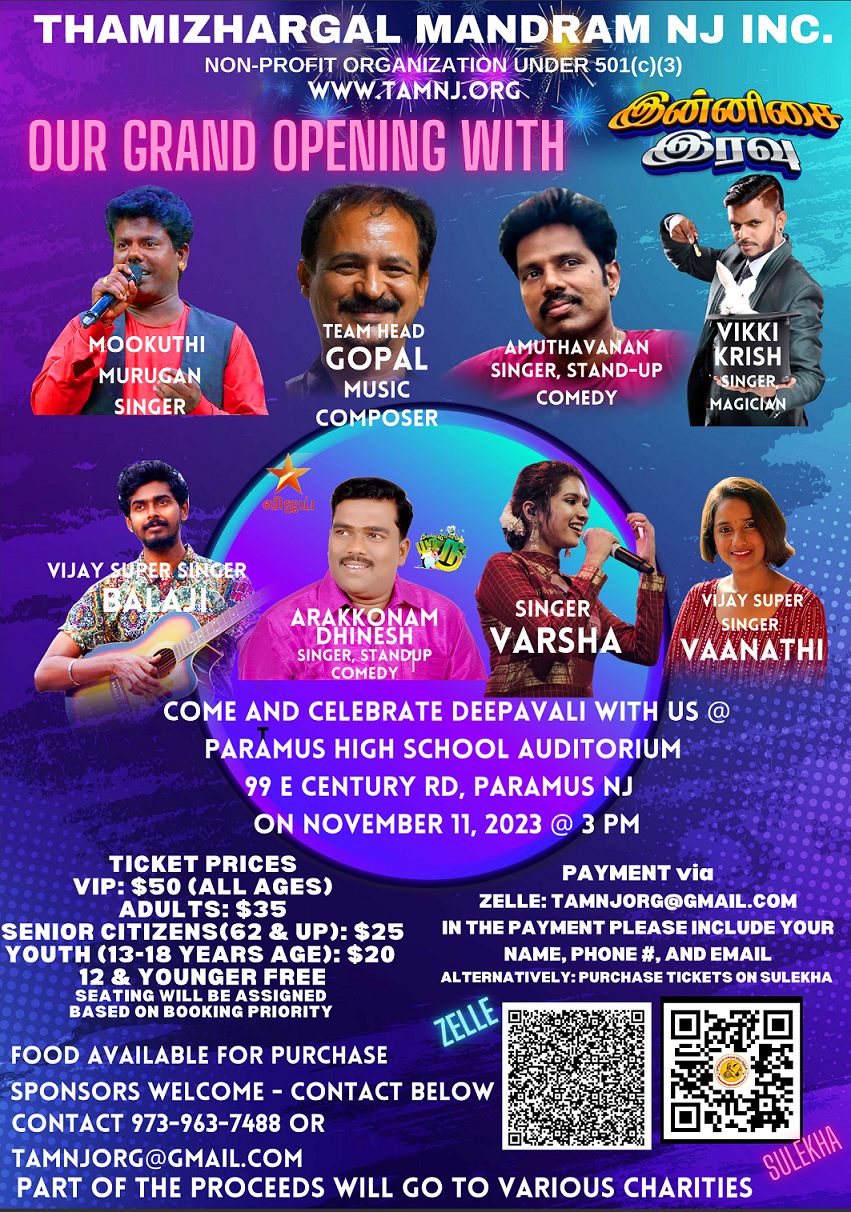 THAMIZHARGAL MANDRAM NJ INC.
NON-PROFIT ORGANIZATION UNDER 501(c)(3)
WWW.TAMNJ.ORG
OUR GRAND OPENING WITH
இன்னிசை
இரவு
MOOKUTHI
MURUGAN
SINGER
TEAM HEAD
GOPAL
MUSIC
COMPOSER
AMUTHAVANAN
SINGER, STAND-UP
COMEDY
VIKKI
KRISH
SINGER,
MAGICIAN
VIJAY SUPER SINGER
BALAJI
விஜய்
ARAKKONAM
DHINESH
SINGER, STANDUP
COMEDY
SINGER
VARSHA
VIJAY SUPER
SINGER
VAANATHI
COME AND CELEBRATE DEEPAVALI WITH US @
PARAMUS HIGH SCHOOL AUDITORIUM
99 E CENTURY RD, PARAMUS NJ
ON NOVEMBER 11, 2023 @ 3 PM
TICKET PRICES
VIP: $50 (ALL AGES)
ADULTS: $35
SENIOR CITIZENS(62 & UP): $25
YOUTH (13-18 YEARS AGE): $20
12 & YOUNGER FREE
SEATING WILL BE ASSIGNED
BASED ON BOOKING PRIORITY
PAYMENT via
ZELLE: TAMNJORG@GMAIL.COM
IN THE PAYMENT PLEASE INCLUDE YOUR
NAME, PHONE #, AND EMAIL
ALTERNATIVELY: PURCHASE TICKETS ON SULEKHA
ZELLE
SULEKHA
FOOD AVAILABLE FOR PURCHASE
SPONSORS WELCOME - CONTACT BELOW
CONTACT 973-963-7488 OR
TAMNJORG@GMAIL.COM
PART OF THE PROCEEDS WILL GO TO VARIOUS CHARITIES